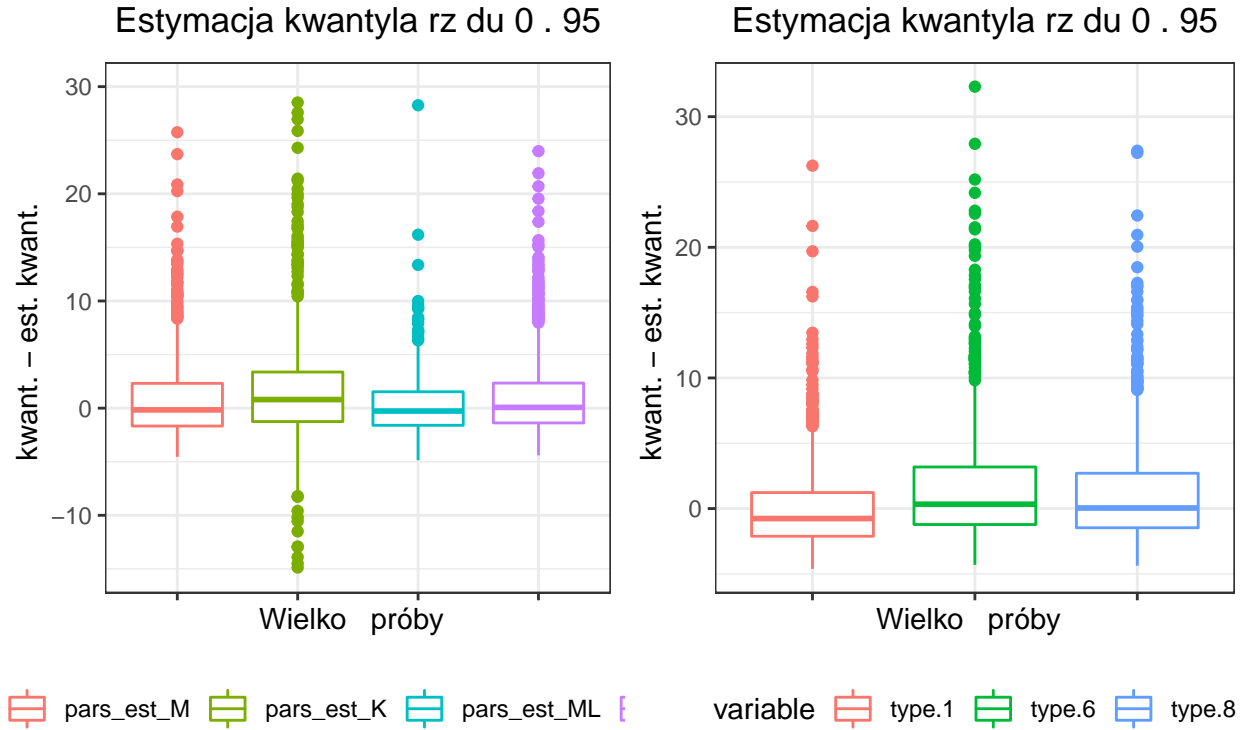 Estymacja kwantyla rz du 0 . 95
kwant. – est. kwant.
30
20
10
0
−10
Wielko próby
pars_est_M pars_est_K pars_est_ML
Estymacja kwantyla rz du 0 . 95
kwant. – est. kwant.
30
20
10
0
Wielko próby
variable type.1 type.6 type.8